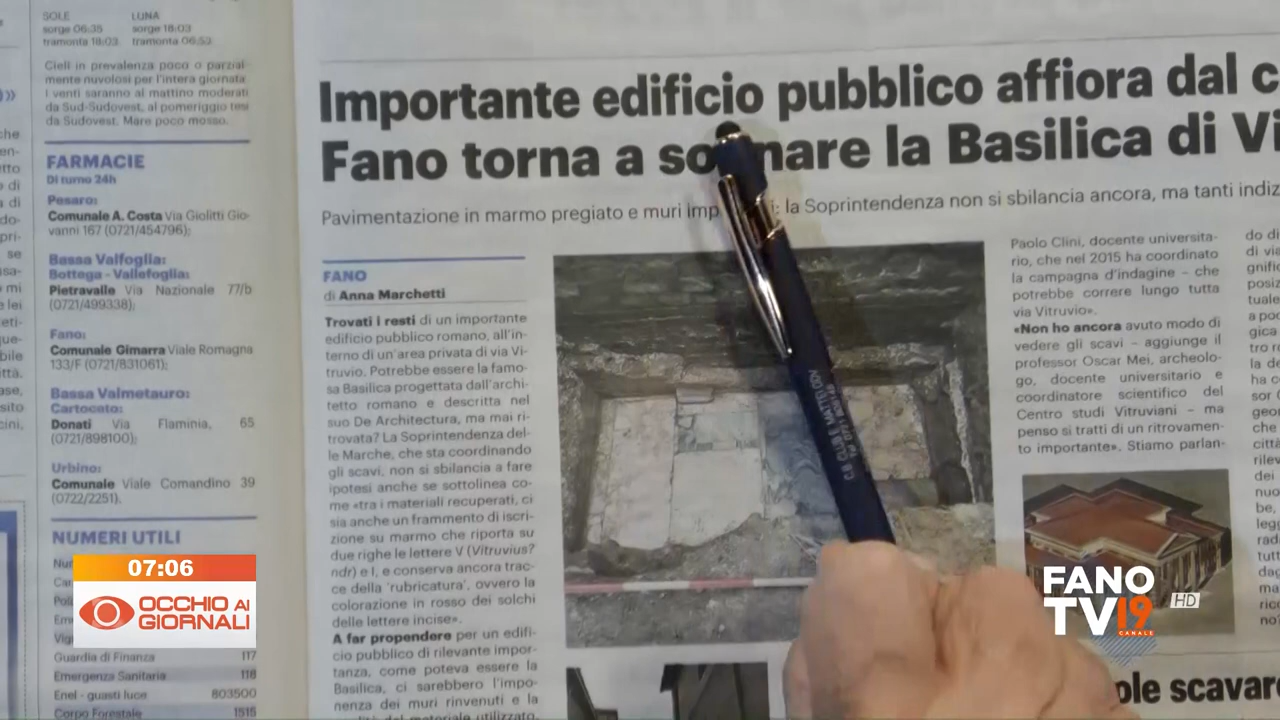 SOLE LUNA
sorge 06:35 sorge 18:03
tramonta 18:03 tramonta 06:53
Cieli in prevalenza poco o parzial-
mente nuvolosi per l'intera giornata
I venti saranno al mattino moderati
da Sud-Sudovest, al pomeriggio tesi
da Sudovest. Mare poco mosso.
FARMACIE
Di turno 24h
Pesaro:
Comunale A. Costa Via Giolitti Gio-
vanni 167 (0721/454796);
Bassa Valfoglia:
Bottega - Vallefoglia:
Pietravalle Via Nazionale 77/b
(0721/499338);
Fano:
Comunale Gimarra Viale Romagna
133/F (0721/831061);
Bassa Valmetauro:
Cartoceto:
Donati Via Flaminia, 65
(0721/898100);
Urbino:
Comunale Viale Comandino 39
(0722/2251).
NUMERI UTILI
Guardia di Finanza 117
Emergenza Sanitaria 118
Enel - guasti luce 803500
Corpo Forestale 1515
Importante edificio pubblico affiora dal c
Fano torna a so nare la Basilica di Vi
Pavimentazione in marmo pregiato e muri imp i: la Soprintendenza non si sbilancia ancora, ma tanti indiz
FANO
di Anna Marchetti
Trovati i resti di un importante
edificio pubblico romano, all'in-
terno di un'area privata di via Vi-
truvio. Potrebbe essere la famo-
sa Basilica progettata dall'archi-
tetto romano e descritta nel
suo De Architectura, ma mai ri-
trovata? La Soprintendenza del-
le Marche, che sta coordinando
gli scavi, non si sbilancia a fare
ipotesi anche se sottolinea co-
me «tra i materiali recuperati, ci
sia anche un frammento di iscri-
zione su marmo che riporta su
due righe le lettere V (Vitruvius?
ndr) e I, e conserva ancora trac-
ce della 'rubricatura', ovvero la
colorazione in rosso dei solchi
delle lettere incise».
A far propendere per un edifi-
cio pubblico di rilevante impor-
tanza, come poteva essere la
Basilica, ci sarebbero l'impo-
nenza dei muri rinvenuti e la
Paolo Clini, docente universita-
rio, che nel 2015 ha coordinato
la campagna d'indagine – che
potrebbe correre lungo tutta
via Vitruvio».
«Non ho ancora avuto modo di
vedere gli scavi – aggiunge il
professor Oscar Mei, archeolo-
go, docente universitario e
coordinatore scientifico del
Centro studi Vitruviani – ma
penso si tratti di un ritrovamen-
to importante». Stiamo parlan-
ole scavare
07:06
OCCHIO AI
GIORNALI
FANO
TV19
CANALE
HD